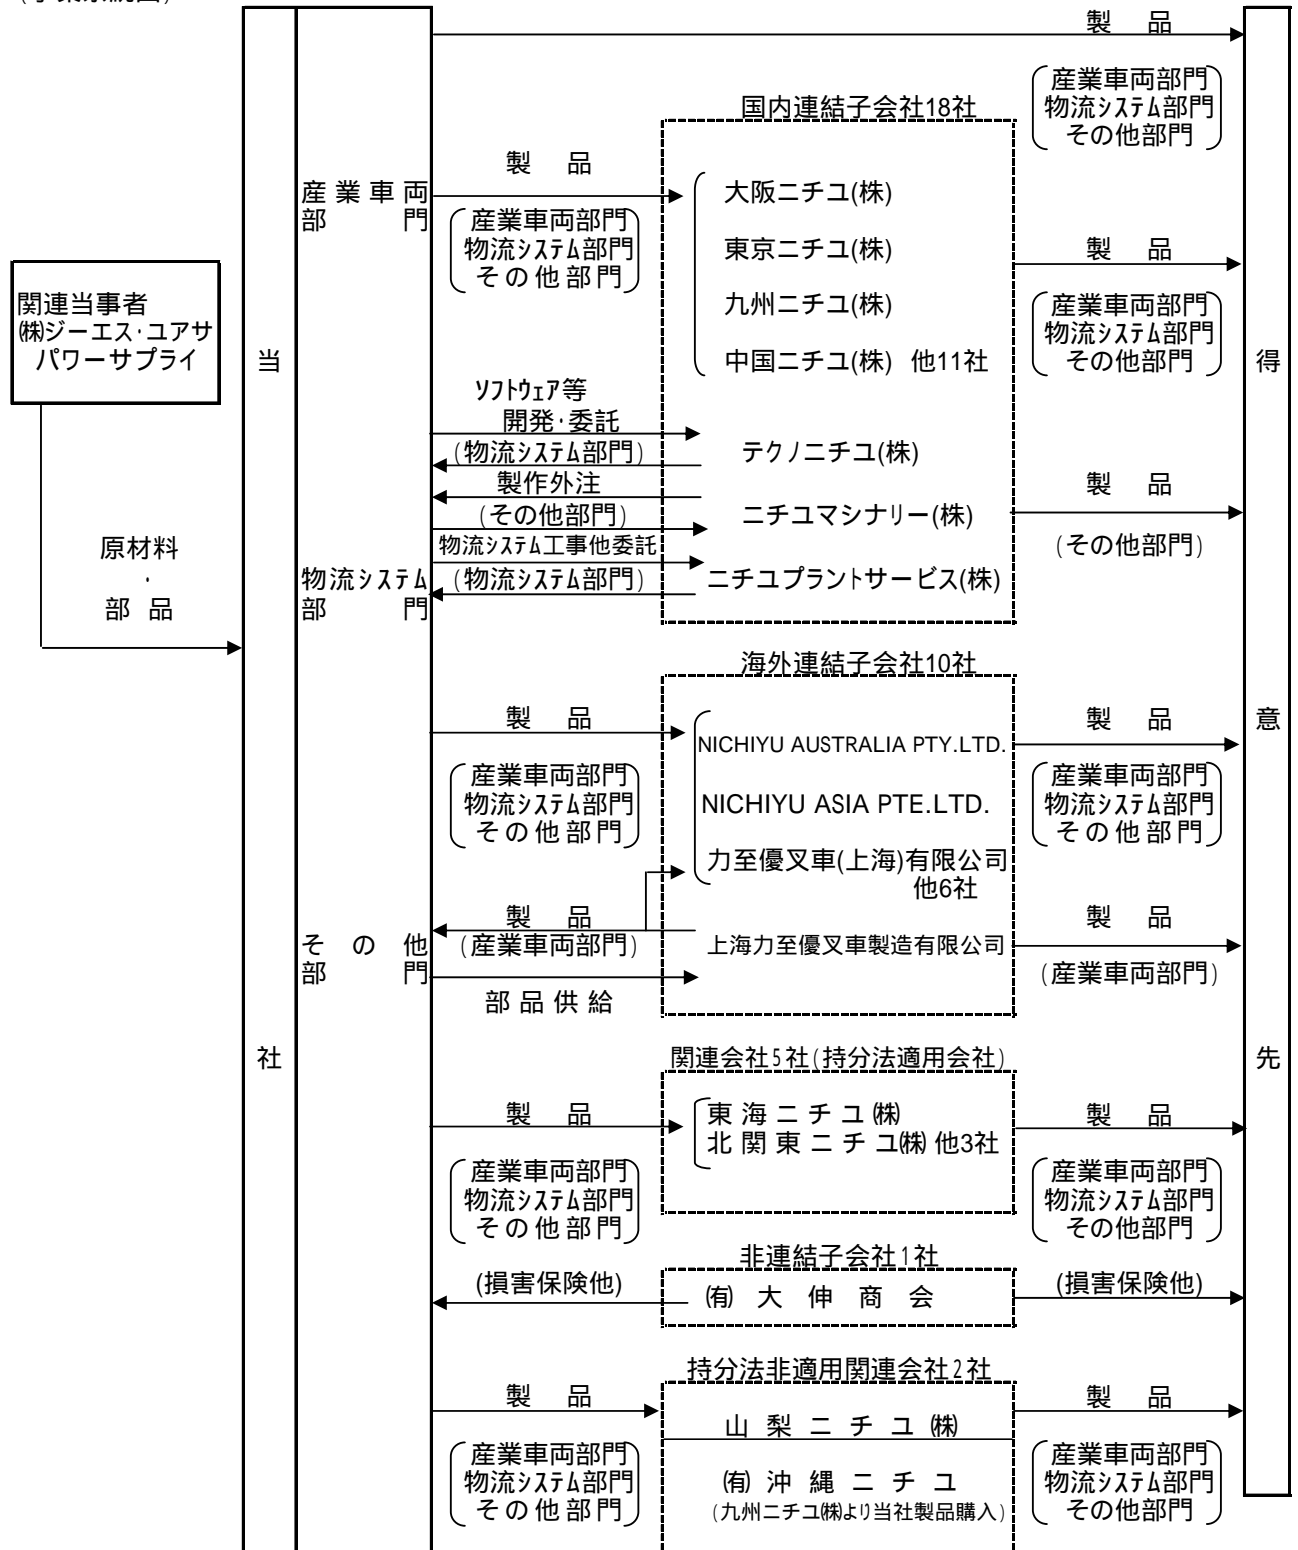 製 品
産業車両部門
物流システム部門
その他部門
国内連結子会社18社
製 品
産業車両部門
物流システム部門
その他部門
産業車両
部 門
大阪ニチユ(株)
東京ニチユ(株)
九州ニチユ(株)
中国ニチユ(株) 他11社
製 品
産業車両部門
物流システム部門
その他部門
関連当事者
㈱ジーエス・ユアサ
パワーサプライ
当
得
ソフトウェア等
開発・委託
(物流システム部門)
テクノニチユ(株)
製作外注
(その他部門)
ニチユマシナリー(株)
製 品
(その他部門)
物流システム工事他委託
(物流システム部門)
ニチユプラントサービス(株)
原材料
・
部 品
物流システム
部 門
海外連結子会社10社
製 品
産業車両部門
物流システム部門
その他部門
NICHIYU AUSTRALIA PTY.LTD.
NICHIYU ASIA PTE.LTD.
力至優叉車(上海)有限公司
他6社
製 品
産業車両部門
物流システム部門
その他部門
意
その他
部 門
製 品
(産業車両部門)
上海力至優叉車製造有限公司
製 品
(産業車両部門)
部品供給
社
先
関連会社5社(持分法適用会社)
製 品
産業車両部門
物流システム部門
その他部門
東海ニチユ㈱
北関東ニチユ㈱ 他3社
製 品
産業車両部門
物流システム部門
その他部門
非連結子会社1社
(損害保険他)
㈲ 大伸商会
(損害保険他)
持分法非適用関連会社2社
製 品
産業車両部門
物流システム部門
その他部門
山梨ニチユ㈱
㈲ 沖縄ニチユ
(九州ニチユ㈱より当社製品購入)
製 品
産業車両部門
物流システム部門
その他部門